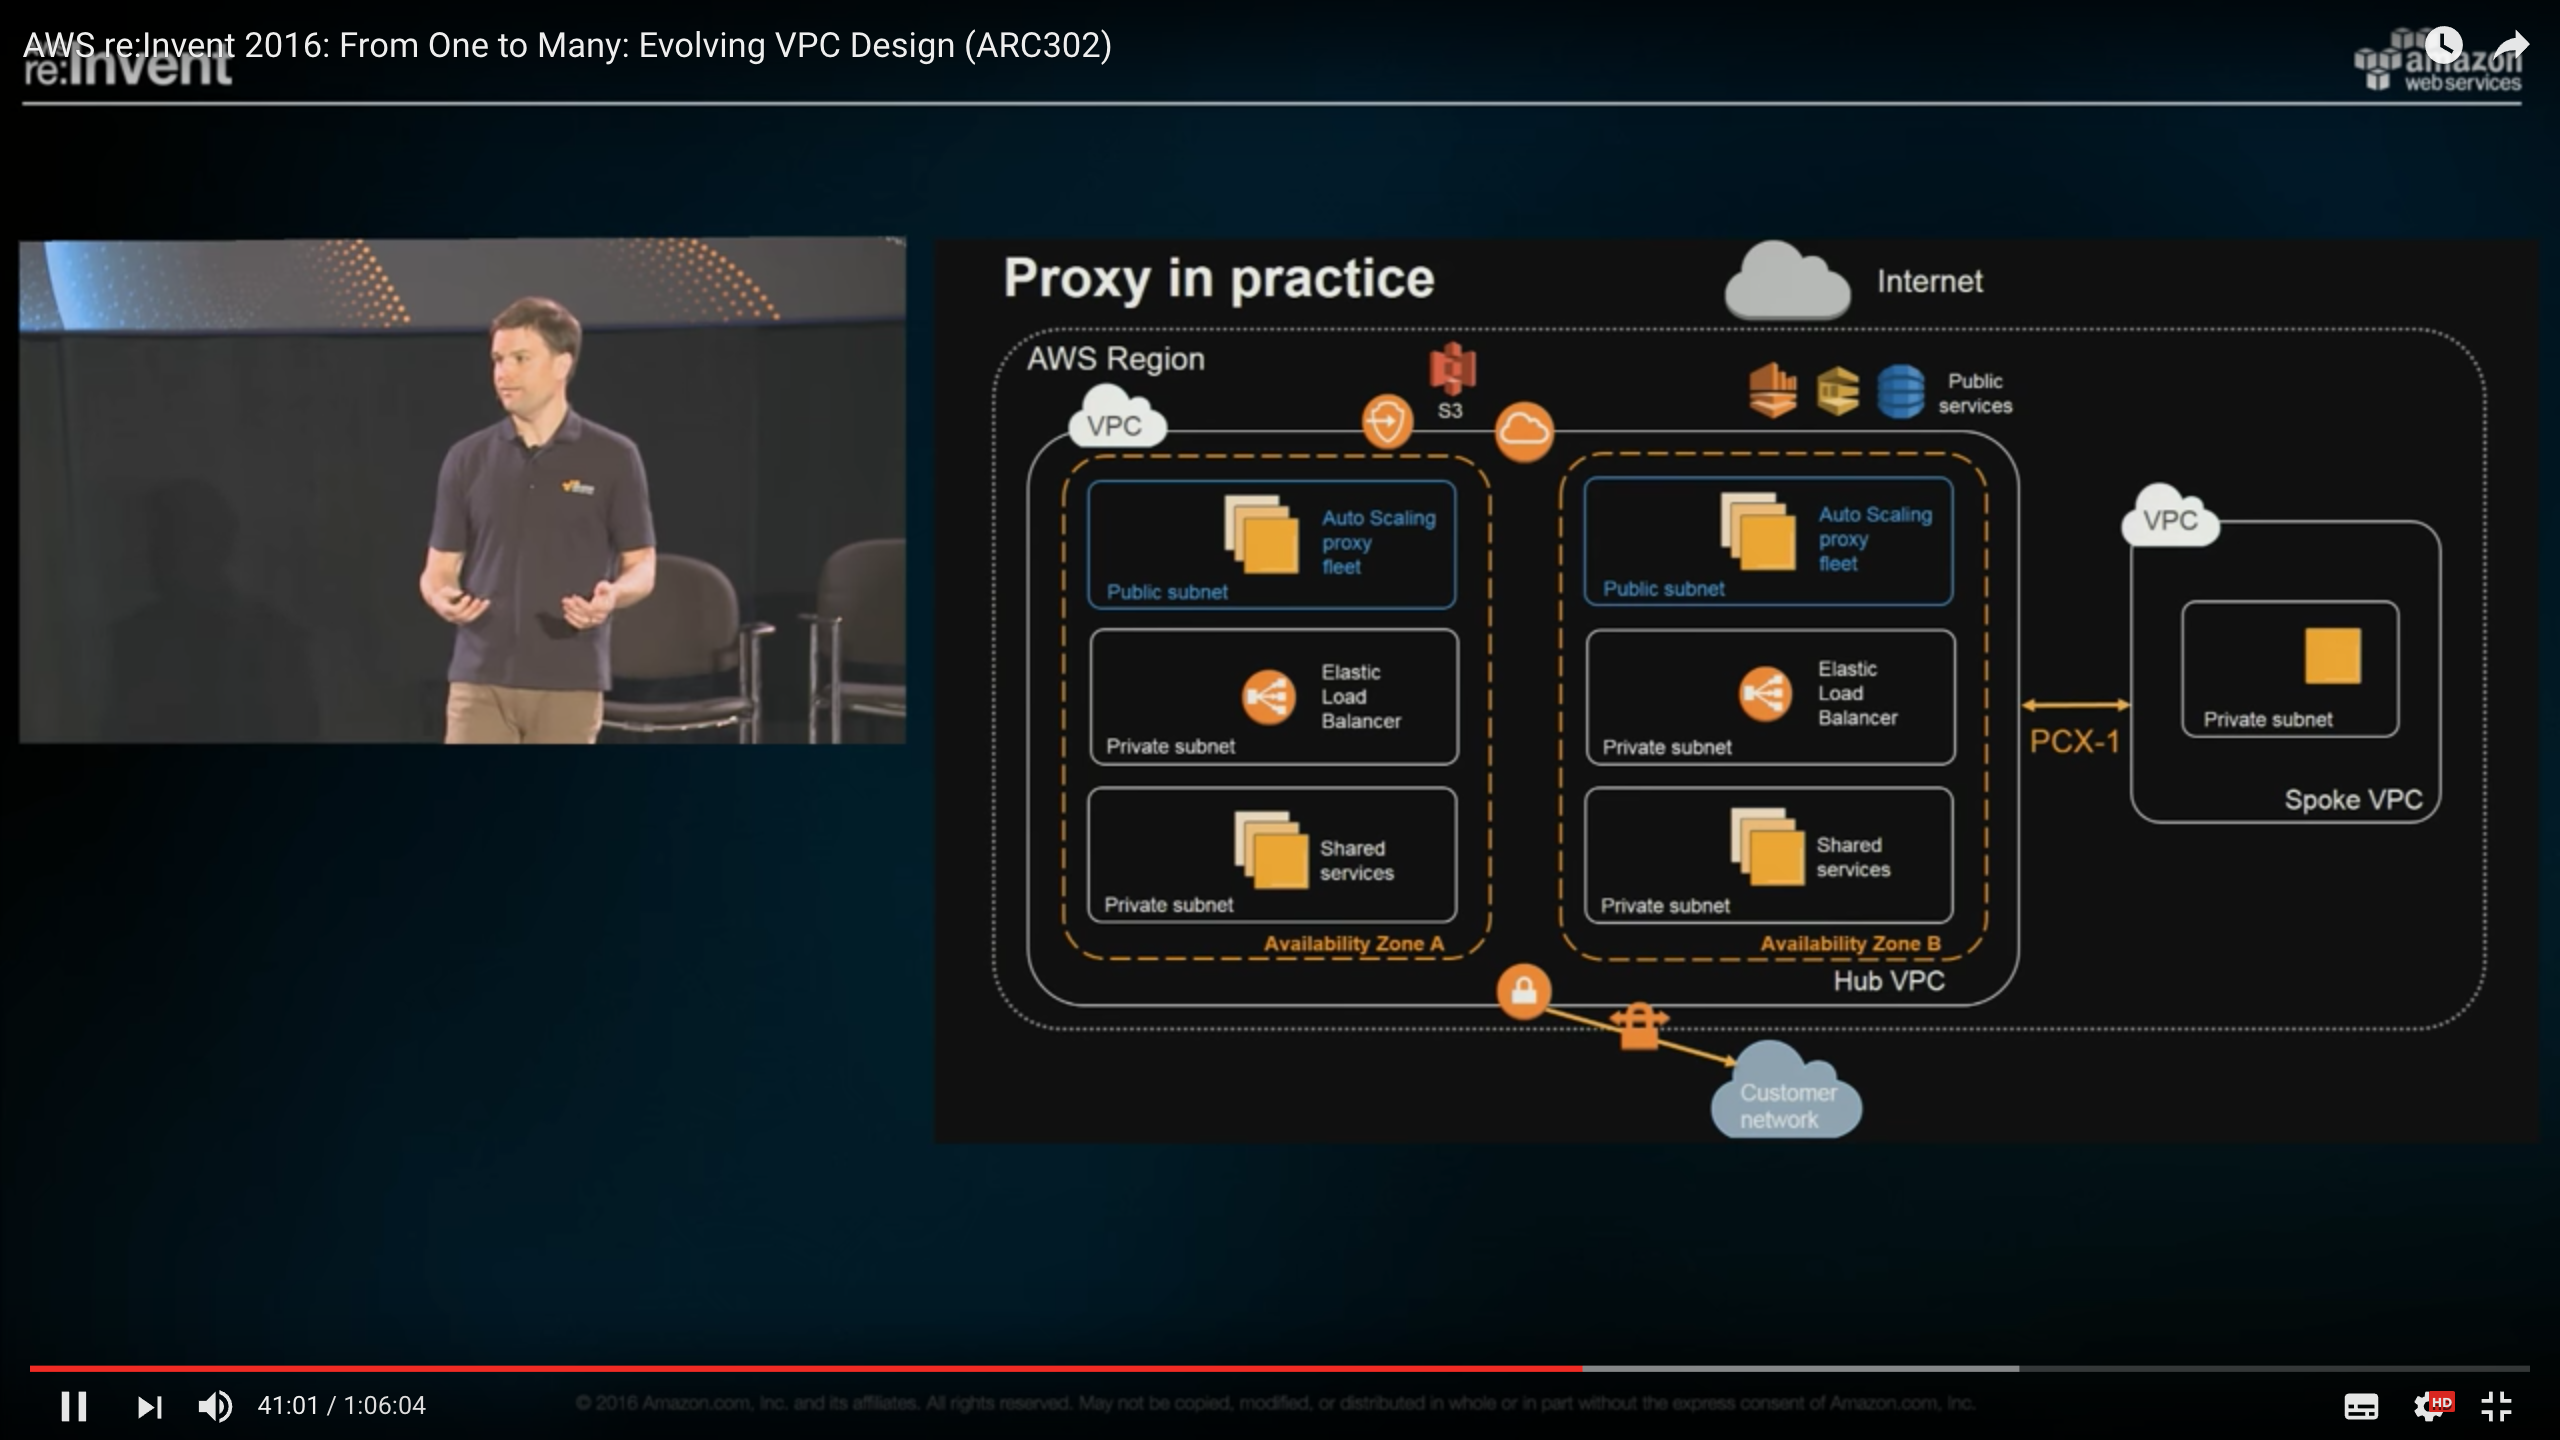 AWS re:Invent 2016: From One to Many: Evolving VPC Design (ARC302)
re:Invent
amazon
webservices
Proxy in practice
Internet
AWS Region
S3
Public
services
VPC
Auto Scaling
proxy
fleet
Public subnet
Auto Scaling
proxy
fleet
Public subnet
VPC
Elastic
Load
Balancer
Private subnet
Elastic
Load
Balancer
Private subnet
PCX-1
Private subnet
Spoke VPC
Shared
services
Private subnet
Shared
services
Private subnet
Availability Zone A
Availability Zone B
Hub VPC
Customer
network
41:01 / 1:06:04
© 2016 Amazon.com, Inc. and its affiliates. All rights reserved. May not be copied, modified, or distributed in whole or in part without the express consent of Amazon.com, Inc.
HD